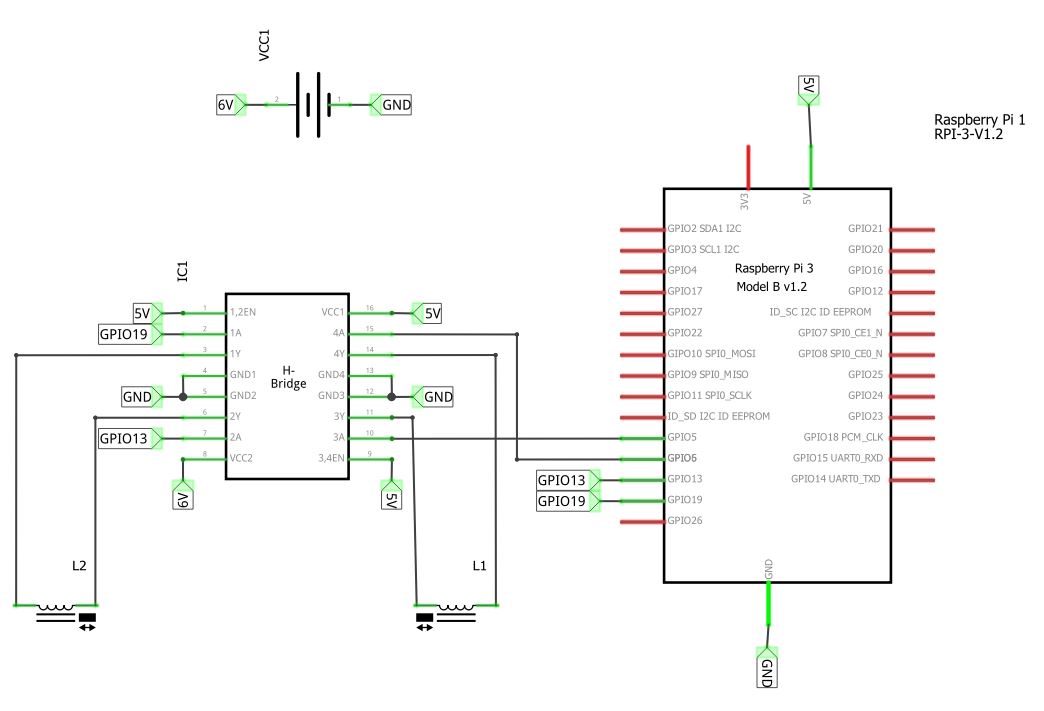 VCC1
6V
2
1
GND
5V
Raspberry Pi 1
RPI-3-V1.2
3V3
5V
GPIO2 SDA1 I2C
GPIO21
GPIO3 SCL1 I2C
GPIO20
GPIO4
Raspberry Pi 3
GPIO16
GPIO17
Model B v1.2
GPIO12
GPIO27
ID_SC I2C ID EEPROM
GPIO22
GPIO7 SPI0_CE1_N
GIPO10 SPI0_MOSI
GPIO8 SPI0_CE0_N
GPIO9 SPI0_MISO
GPIO25
GPIO11 SPI0_SCLK
GPIO24
ID_SD I2C ID EEPROM
GPIO23
GPIO5
GPIO18 PCM_CLK
GPIO6
GPIO15 UART0_RXD
GPIO13
GPIO13
GPIO14 UART0_TXD
GPIO19
GPIO19
GPIO26
GND
GND
IC1
5V
1
1,2EN
VCC1
16
5V
GPIO19
2
1A
4A
15
3
1Y
4Y
14
4
GND1
H-
Bridge
GND4
13
GND
5
GND2
GND3
12
GND
6
2Y
3Y
11
GPIO13
7
2A
3A
10
8
VCC2
3,4EN
9
6V
5V
L2
L1